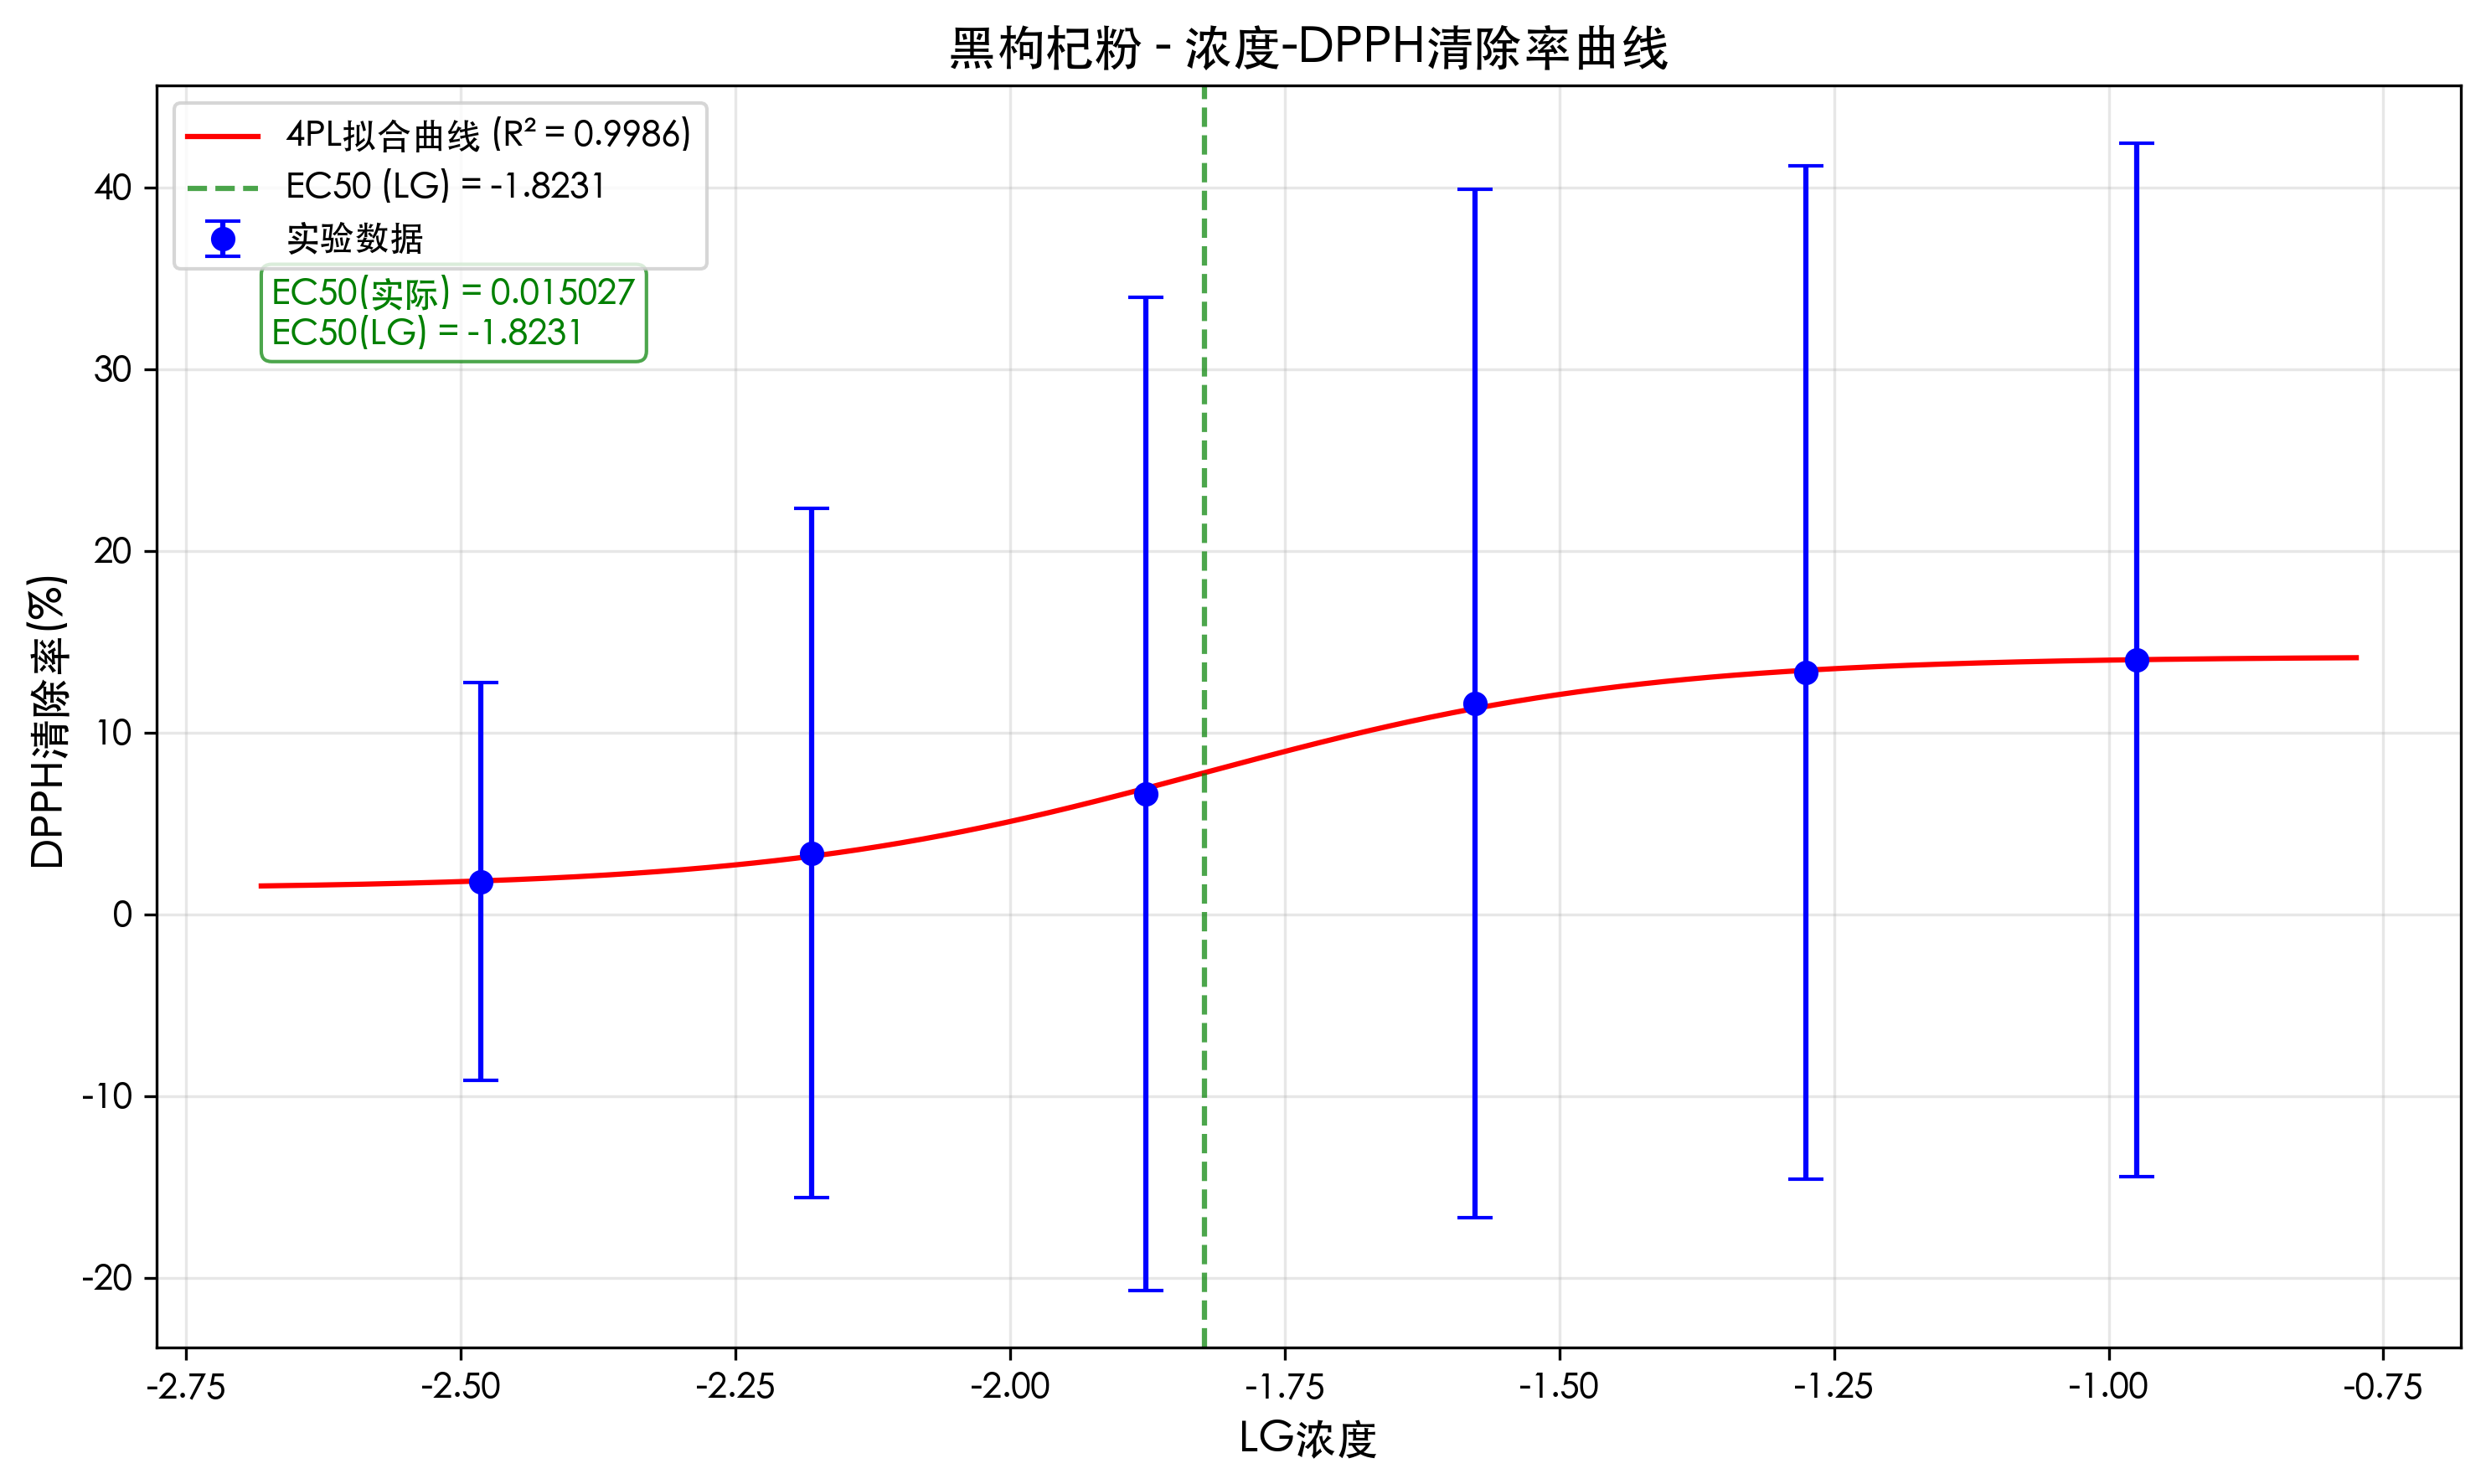 黑枸杞粉 - 浓度-DPPH清除率曲线
4PL拟合曲线 (R² = 0.9986)
EC50 (LG) = -1.8231
实验数据
EC50(实际) = 0.015027
EC50(LG) = -1.8231
DPPH清除率(%)
40
30
20
10
0
-10
-20
-2.75
-2.50
-2.25
-2.00
-1.75
-1.50
-1.25
-1.00
-0.75
LG浓度